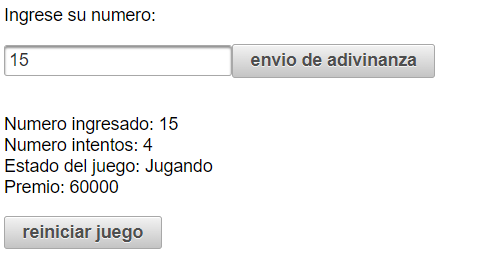 Ingrese su numero:
15 envio de adivinanza
Numero ingresado: 15
Numero intentos: 4
Estado del juego: Jugando
Premio: 60000
reiniciar juego